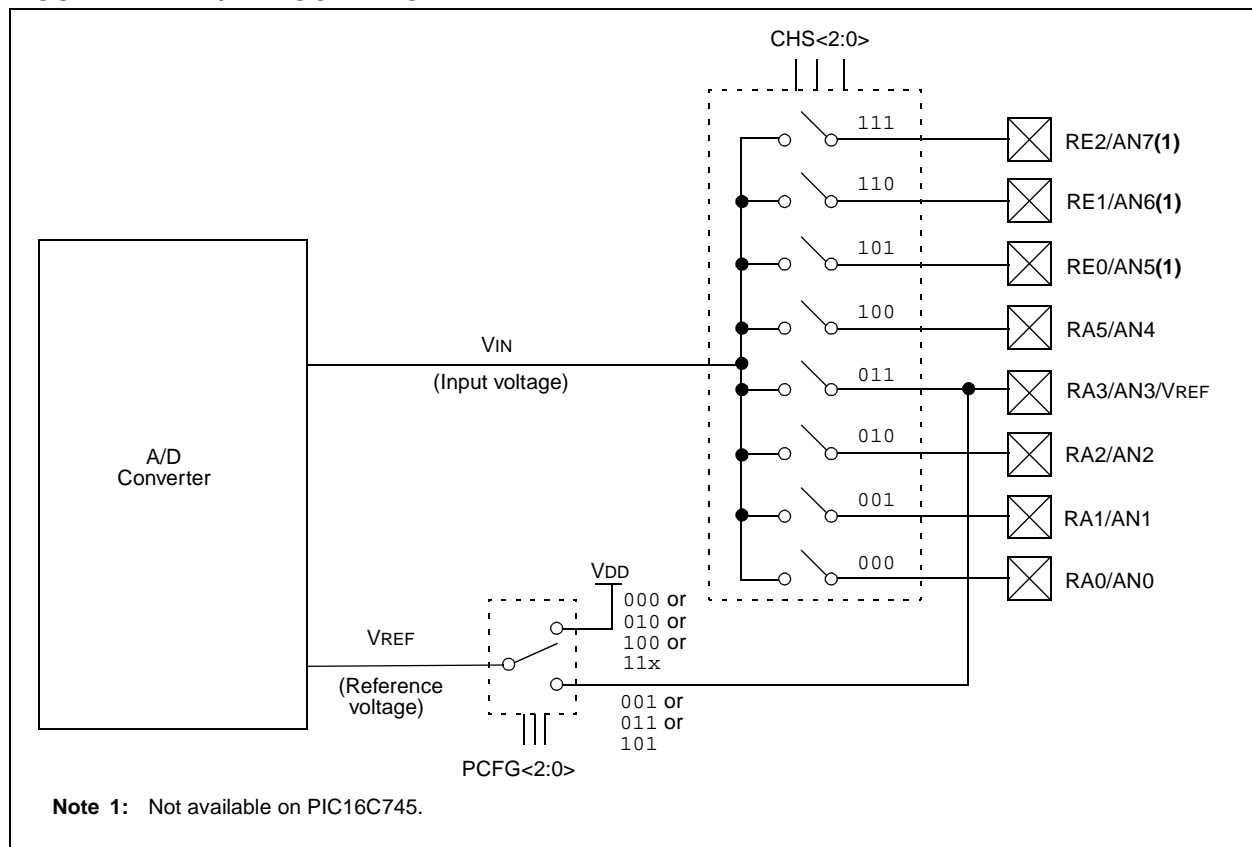 CHS<2:0>
111
RE2/AN7(1)
110
RE1/AN6(1)
101
RE0/AN5(1)
100
RA5/AN4
VIN
(Input voltage)
011
RA3/AN3/VREF
010
RA2/AN2
A/D
Converter
001
RA1/AN1
000
RA0/AN0
VDD
000 or
010 or
100 or
11x
VREF
(Reference
voltage)
001 or
011 or
101
PCFG<2:0>
Note 1: Not available on PIC16C745.